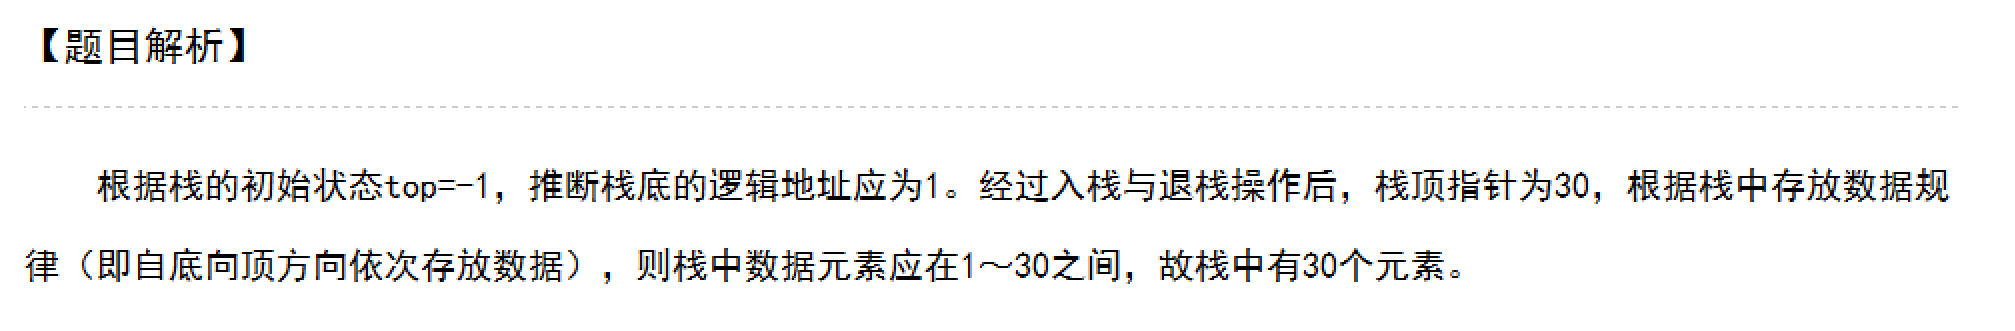 【题目解析】
根据栈的初始状态top=-1，推断栈底的逻辑地址应为1。经过入栈与退栈操作后，栈顶指针为30，根据栈中存放数据规
律（即自底向顶方向依次存放数据），则栈中数据元素应在1～30之间，故栈中有30个元素。